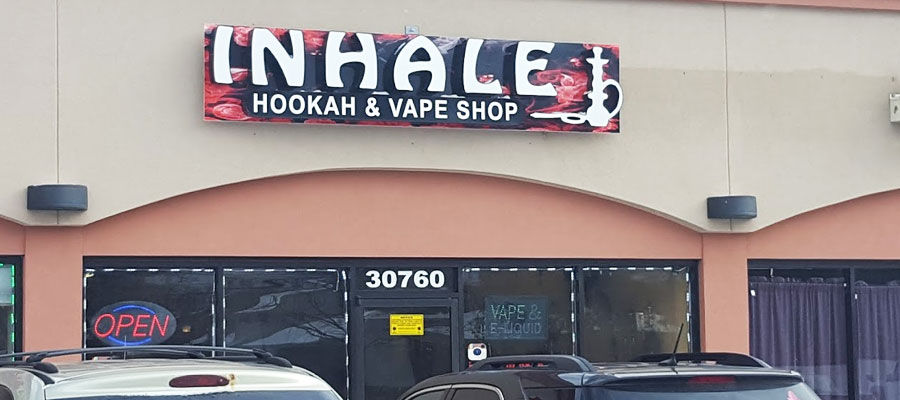 INHALE
HOOKAH & VAPE SHOP
30760
OPEN
VAPE &
E-LIQUID